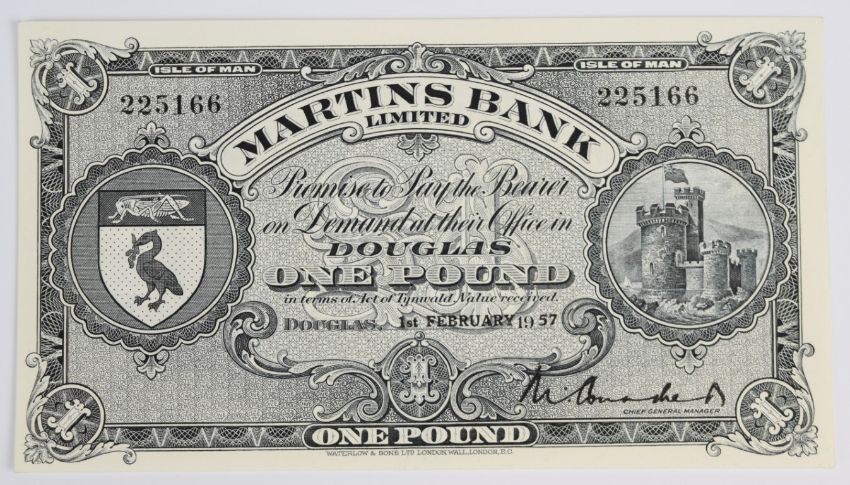 ISLE OF MAN
ISLE OF MAN
225166
225166
MARTINS BANK
LIMITED
Promise to Pay the Bearer
on Demand at their Office in
DOUGLAS
ONE POUND
in terms of Act of Tynwald, Value received.
DOUGLAS, 1st FEBRUARY 1957
CHIEF GENERAL MANAGER
ONE POUND
WATERLOW & SONS LTD LONDON WALL, LONDON, E.C.